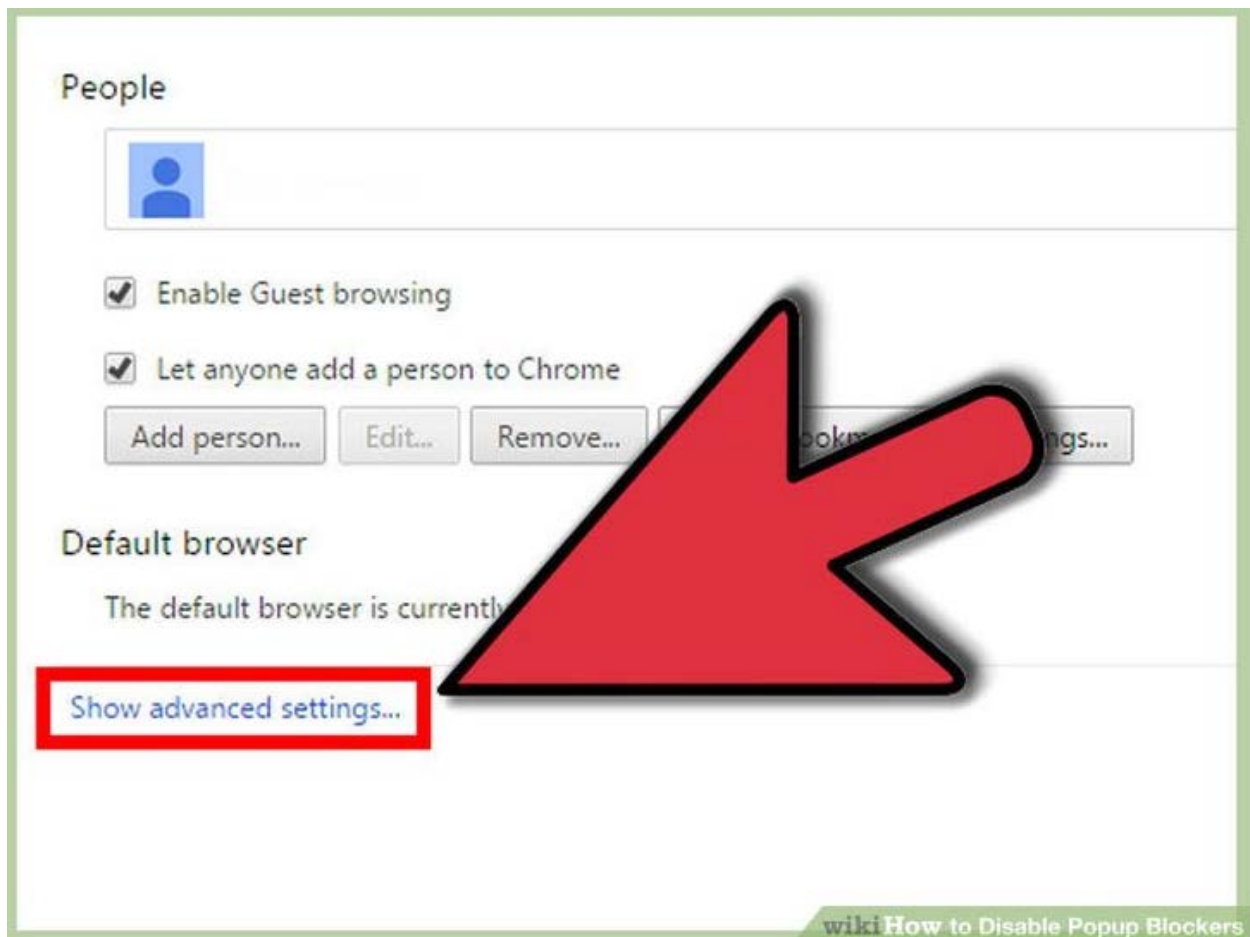 People
Enable Guest browsing
Let anyone add a person to Chrome
Add person... Edit... Remove...
Default browser
The default browser is currently
Show advanced settings...
wikiHow to Disable Popup Blockers